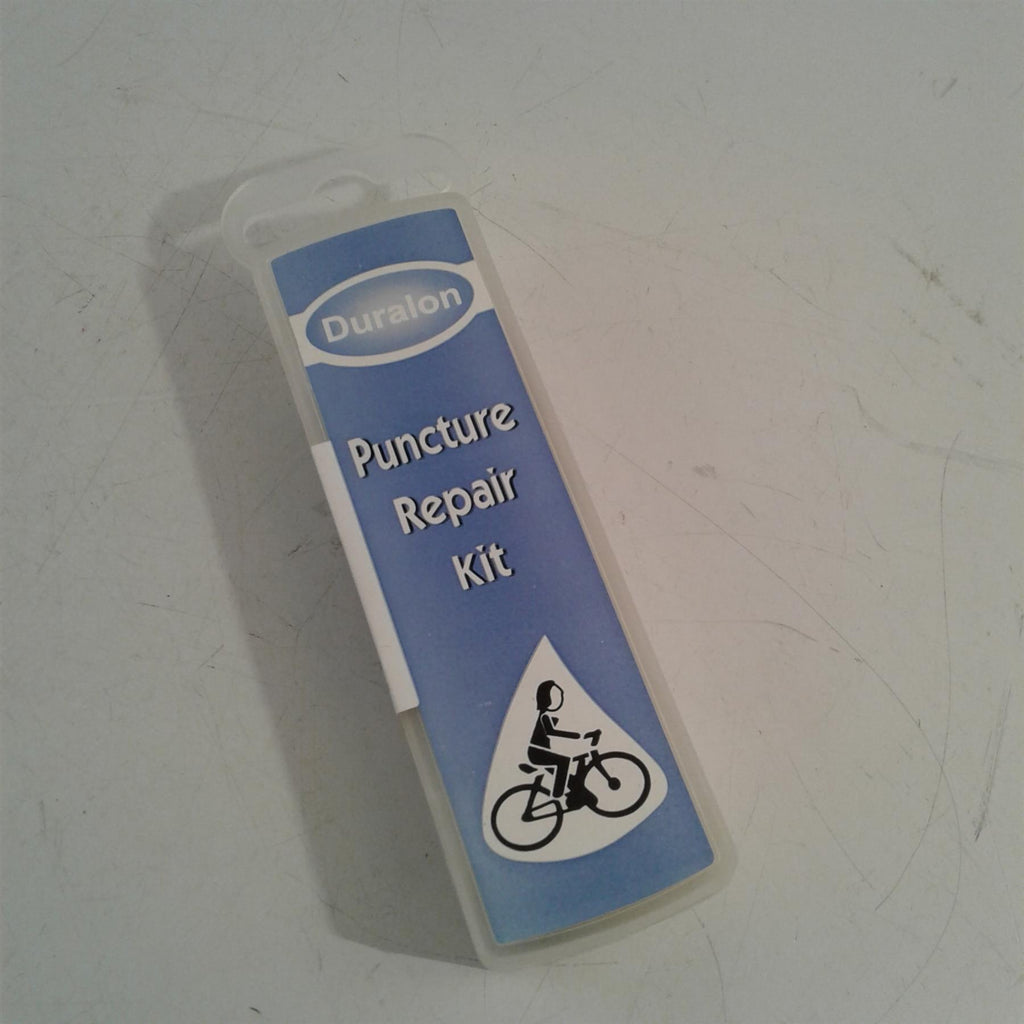 Duralon
Puncture
Repair
Kit